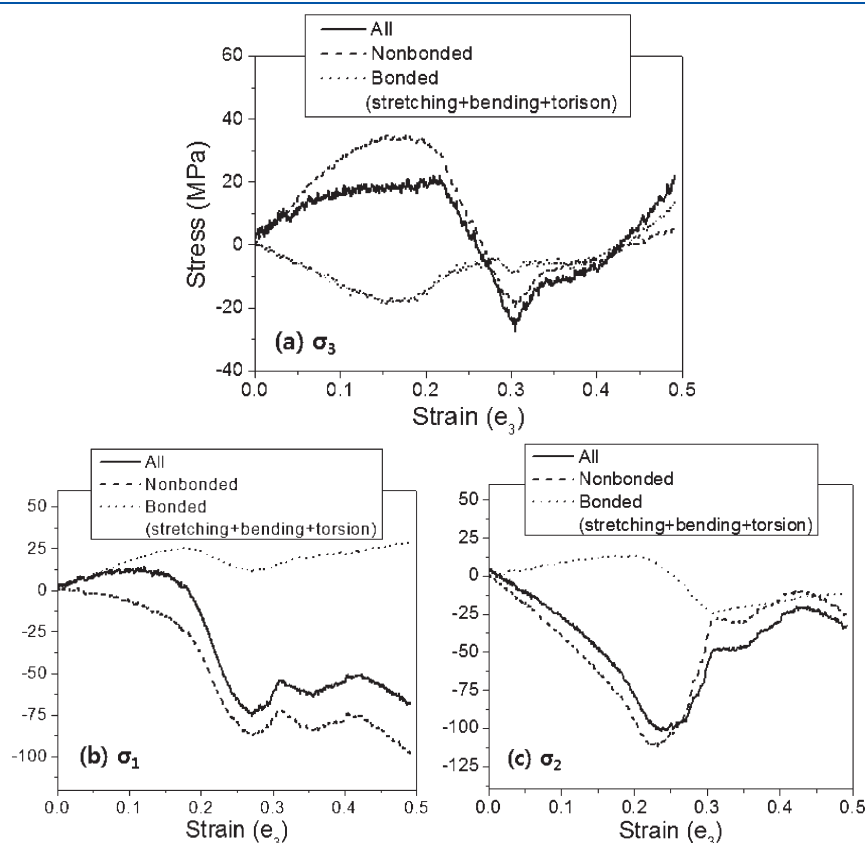 All
Nonbonded
Bonded
(stretching+bending+torison)
60
40
20
0
-20
-40
Stress (MPa)
(a) σ3
0.0 0.1 0.2 0.3 0.4 0.5
Strain (e3)
All
Nonbonded
Bonded
(stretching+bending+torsion)
50
25
0
-25
-50
-75
-100
(b) σ1
0.0 0.1 0.2 0.3 0.4 0.5
Strain (e3)
All
Nonbonded
Bonded
(stretching+bending+torsion)
50
25
0
-25
-50
-75
-100
-125
(c) σ2
0.0 0.1 0.2 0.3 0.4 0.5
Strain (e3)